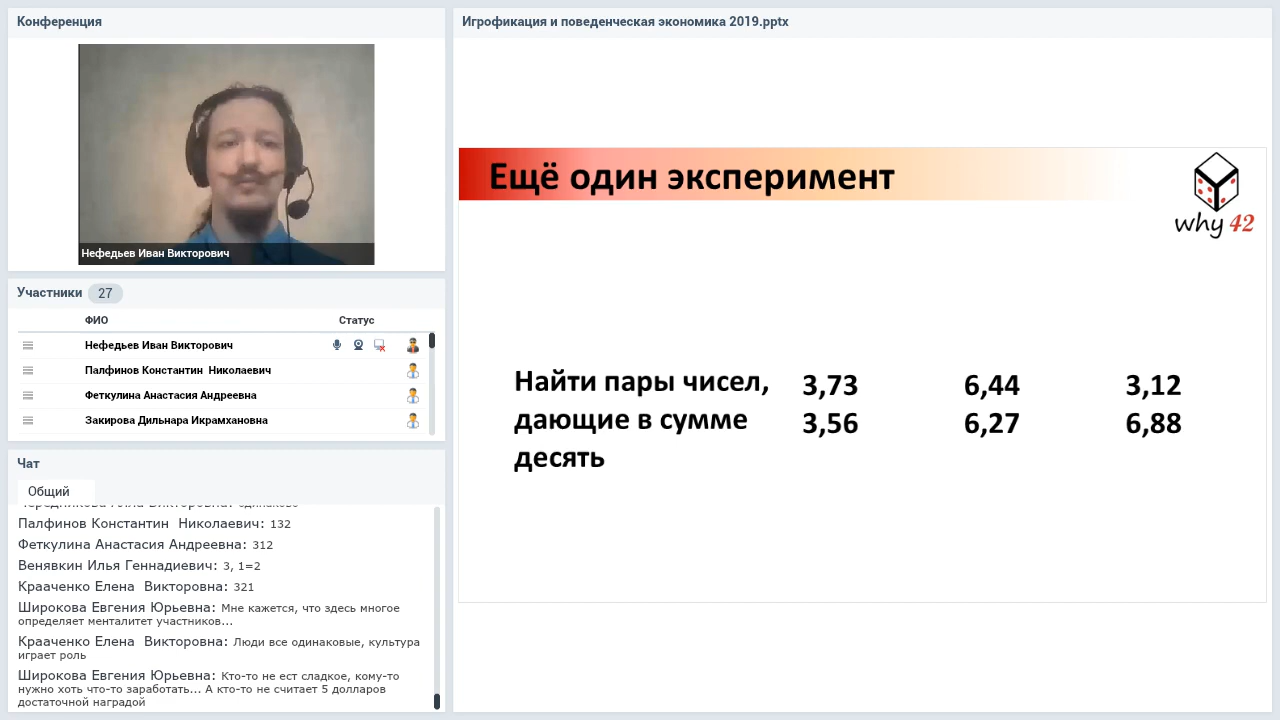 Конференция
Нефедьев Иван Викторович
Участники 27
ФИО Статус
Нефедьев Иван Викторович
Палфинов Константин Николаевич
Феткулина Анастасия Андреевна
Закирова Дильнара Икрамхановна
Чат
Общий
Палфинов Константин Николаевич: 132
Феткулина Анастасия Андреевна: 312
Венявкин Илья Геннадиевич: 3, 1=2
Крааченко Елена Викторовна: 321
Широкова Евгения Юрьевна: Мне кажется, что здесь многое
определяет менталитет участников...
Крааченко Елена Викторовна: Люди все одинаковые, культура
играет роль
Широкова Евгения Юрьевна: Кто-то не ест сладкое, кому-то
нужно хоть что-то заработать... А кто-то не считает 5 долларов
достаточной наградой
Игрофикация и поведенческая экономика 2019.pptx
Ещё один эксперимент
why 42
Найти пары чисел,
дающие в сумме
десять
3,73 6,44 3,12
3,56 6,27 6,88